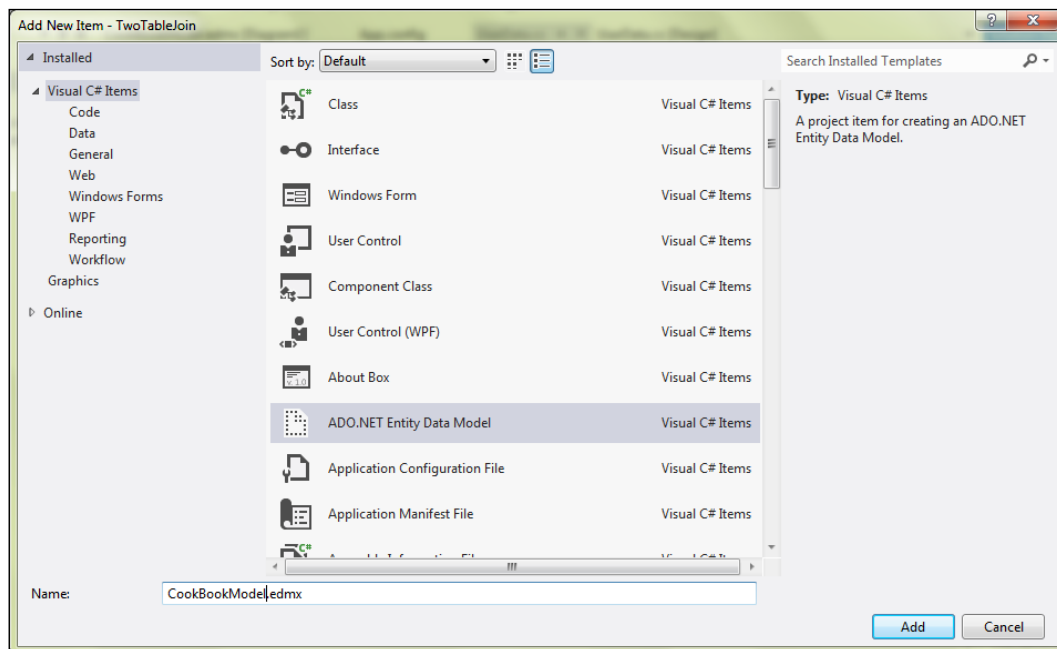 Add New Item - TwoTableJoin
Installed
Sort by: Default
Search Installed Templates
Visual C# Items
Code
Data
General
Web
Windows Forms
WPF
Reporting
Workflow
Graphics
Online
C# Class Visual C# Items
Interface Visual C# Items
Windows Form Visual C# Items
User Control Visual C# Items
Component Class Visual C# Items
User Control (WPF) Visual C# Items
v. 1.0 About Box Visual C# Items
ADO.NET Entity Data Model Visual C# Items
Application Configuration File Visual C# Items
Application Manifest File Visual C# Items
C#
Type: Visual C# Items
A project item for creating an ADO.NET
Entity Data Model.
Name: CookBookModel.edmx
Add Cancel